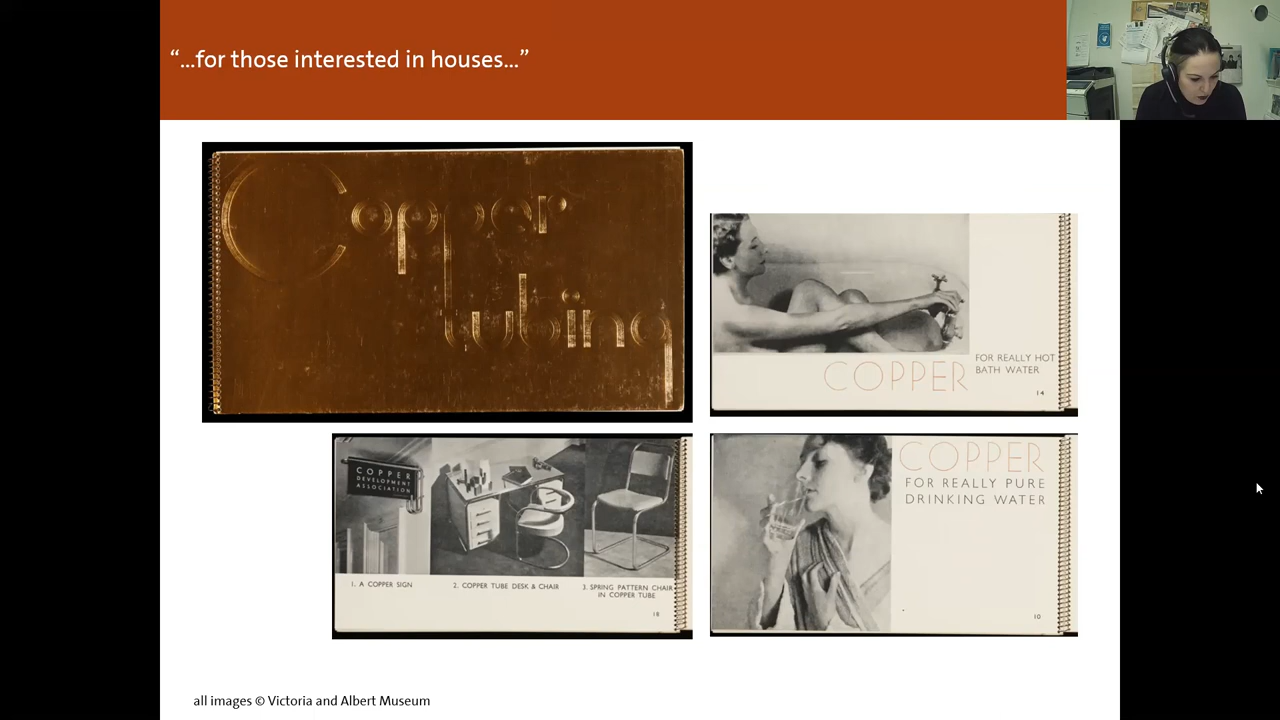 “...for those interested in houses...”
Copper
tubing
COPPER
FOR REALLY HOT
BATH WATER
14
COPPER
DEVELOPMENT
ASSOCIATION
1. A COPPER SIGN
2. COPPER TUBE DESK & CHAIR
3. SPRING PATTERN CHAIR
IN COPPER TUBE
18
COPPER
FOR REALLY PURE
DRINKING WATER
10
all images © Victoria and Albert Museum